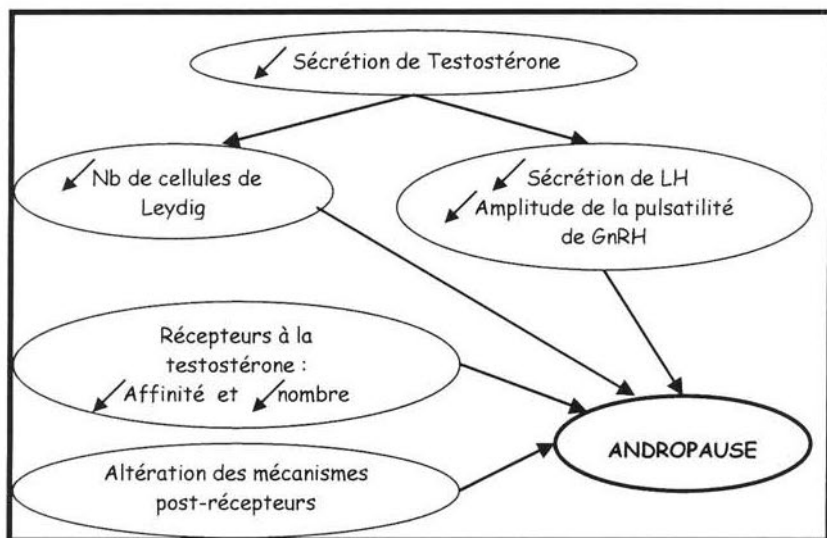 Sécrétion de Testostérone
Nb de cellules de
Leydig
Sécrétion de LH
Amplitude de la pulsatilité
de GnRH
Récepteurs à la
testostérone :
Affinité et nombre
Altération des mécanismes
post-récepteurs
ANDROPAUSE